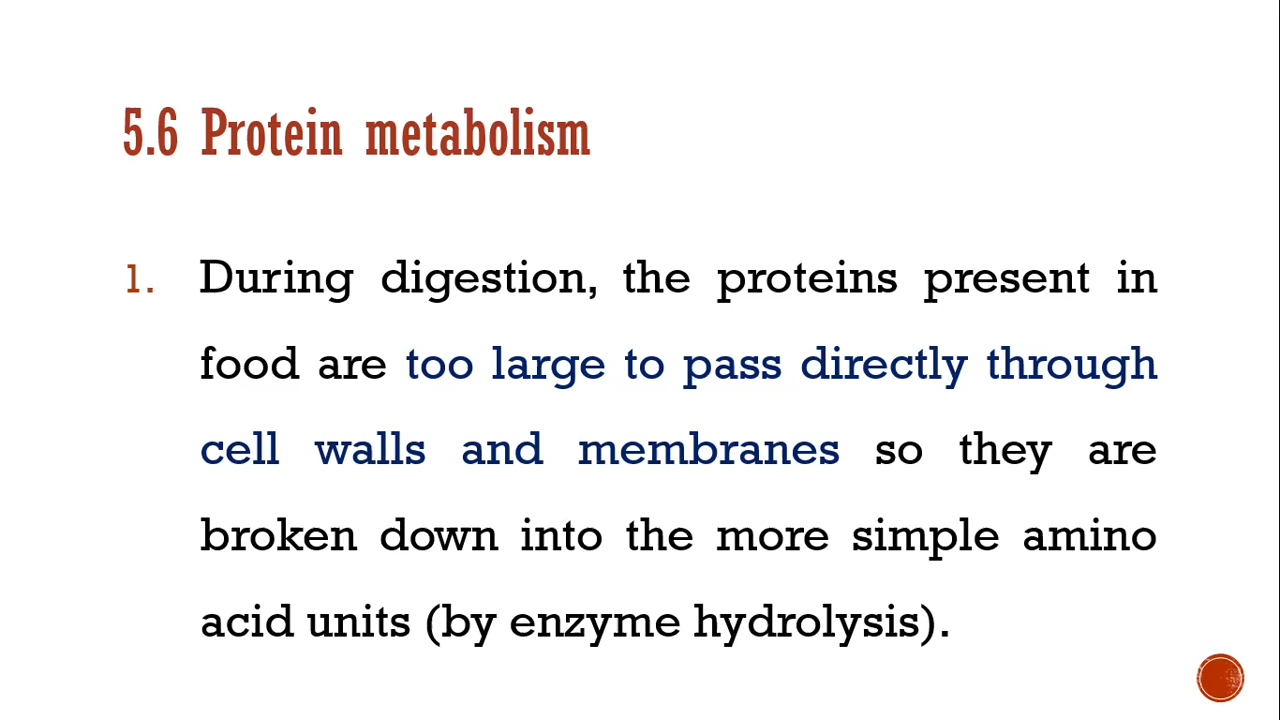 5.6 Protein metabolism
1. During digestion, the proteins present in
food are too large to pass directly through
cell walls and membranes so they are
broken down into the more simple amino
acid units (by enzyme hydrolysis).